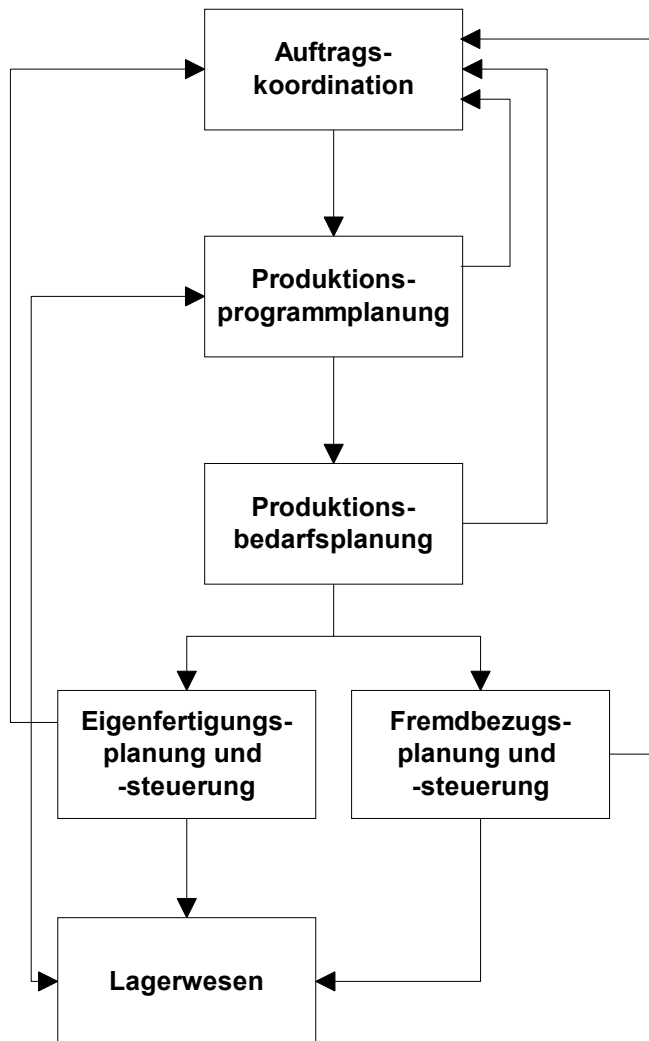 Auftrags-
koordination
Produktions-
programmplanung
Produktions-
bedarfsplanung
Eigenfertigungs-
planung und
-steuerung
Fremdbezugs-
planung und
-steuerung
Lagerwesen